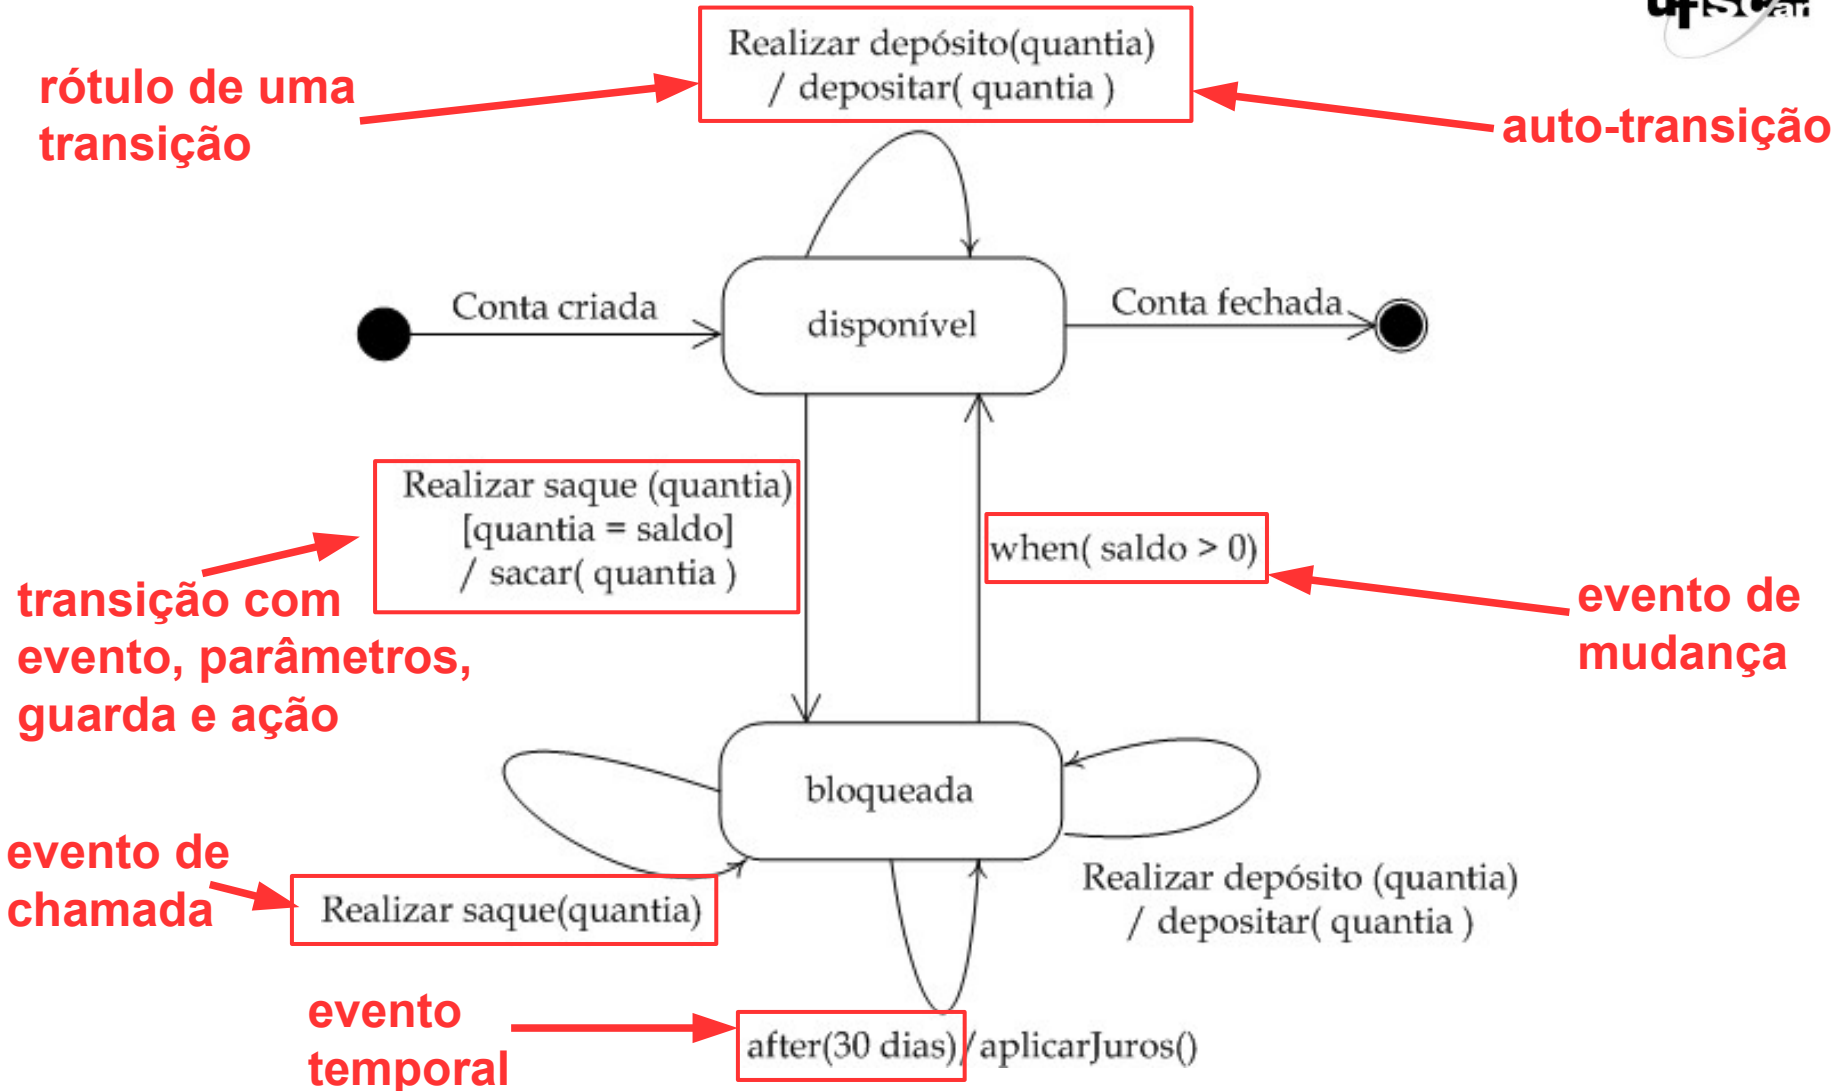 ufscar
Realizar depósito(quantia)
/ depositar( quantia )
rótulo de uma
transição
auto-transição
Conta criada
disponível
Conta fechada
Realizar saque (quantia)
[quantia = saldo]
/ sacar( quantia )
when( saldo > 0)
transição com
evento, parâmetros,
guarda e ação
evento de
mudança
bloqueada
evento de
chamada
Realizar saque(quantia)
Realizar depósito (quantia)
/ depositar( quantia )
evento
temporal
after(30 dias)/aplicarJuros()